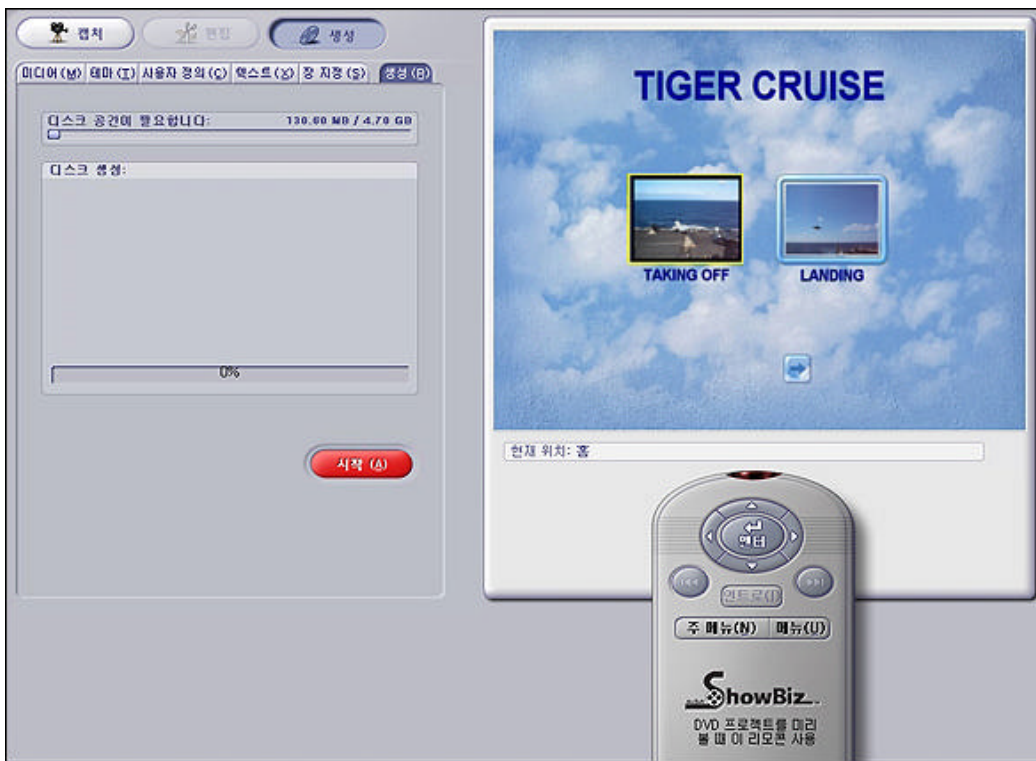 캡처 편집 생성
미디어(M) 테마(T) 사용자 정의(C) 텍스트(X) 장 지정(S) 생성(B)
디스크 공간이 필요합니다: 130.60 MB / 4.70 GB
디스크 생성:
0%
시작 (A)
TIGER CRUISE
TAKING OFF LANDING
현재 위치: 홈
엔터
인트로(I)
주 메뉴(N) 메뉴(U)
ShowBiz
DVD 프로젝트를 미리
볼 때 이 리모콘 사용